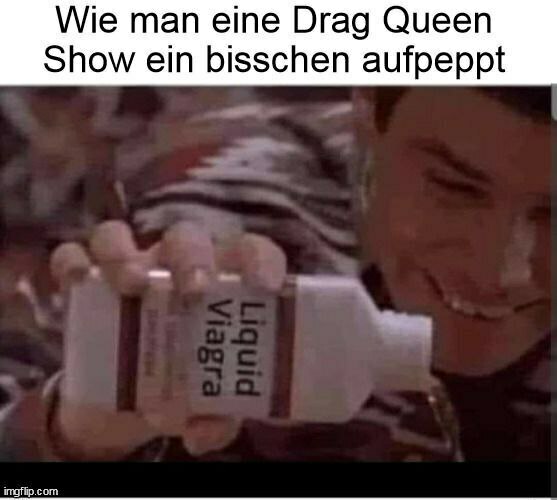 Wie man eine Drag Queen
Show ein bisschen aufpeppt
Liquid
Viagra
imgflip.com